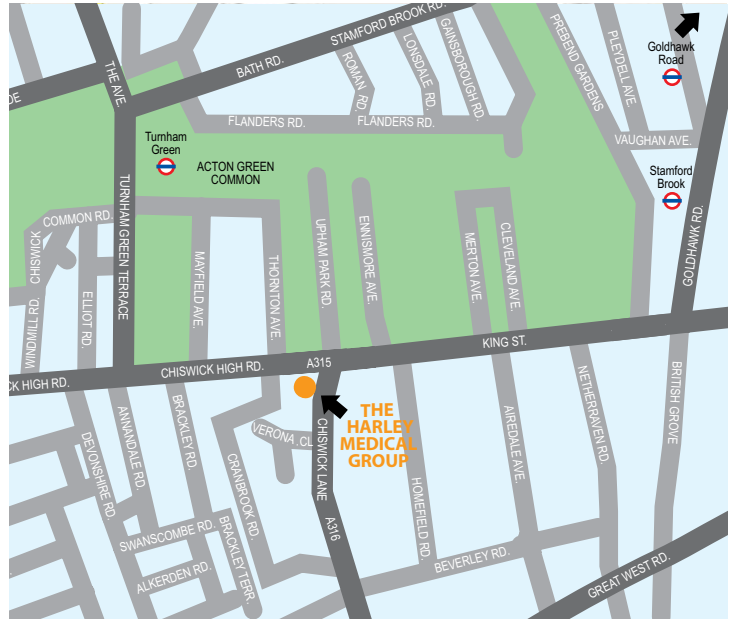 STAMFORD BROOK RD.
BATH RD.
THE AVE.
DE
ROMAN RD.
LONSDALE RD.
GAINSBOROUGH RD.
PREBEND GARDENS
PLEYDELL AVE.
Goldhawk
Road
VAUGHAN AVE.
FLANDERS RD.
FLANDERS RD.
Turnham
Green
ACTON GREEN
COMMON
Stamford
Brook
GOLDHAWK RD.
TURNHAM GREEN TERRACE
CHISWICK
COMMON RD.
WINDMILL RD.
ELLIOT RD.
MAYFIELD AVE.
THORNTON AVE.
UPHAM PARK RD.
ENNISMORE AVE.
MERTON AVE.
CLEVELAND AVE.
KING ST.
CK HIGH RD.
CHISWICK HIGH RD.
A315
THE
HARLEY
MEDICAL
GROUP
CHISWICK LANE
A316
VERONA CL.
DEVONSHIRE RD.
ANNANDALE RD.
BRACKLEY RD.
CRANBROOK RD.
SWANSCOMBE RD.
ALKERDEN RD.
BRACKLEY TERR.
HOMEFIELD RD.
AIREDALE AVE.
NETHERRAVEN RD.
BRITISH GROVE
BEVERLEY RD.
GREAT WEST RD.